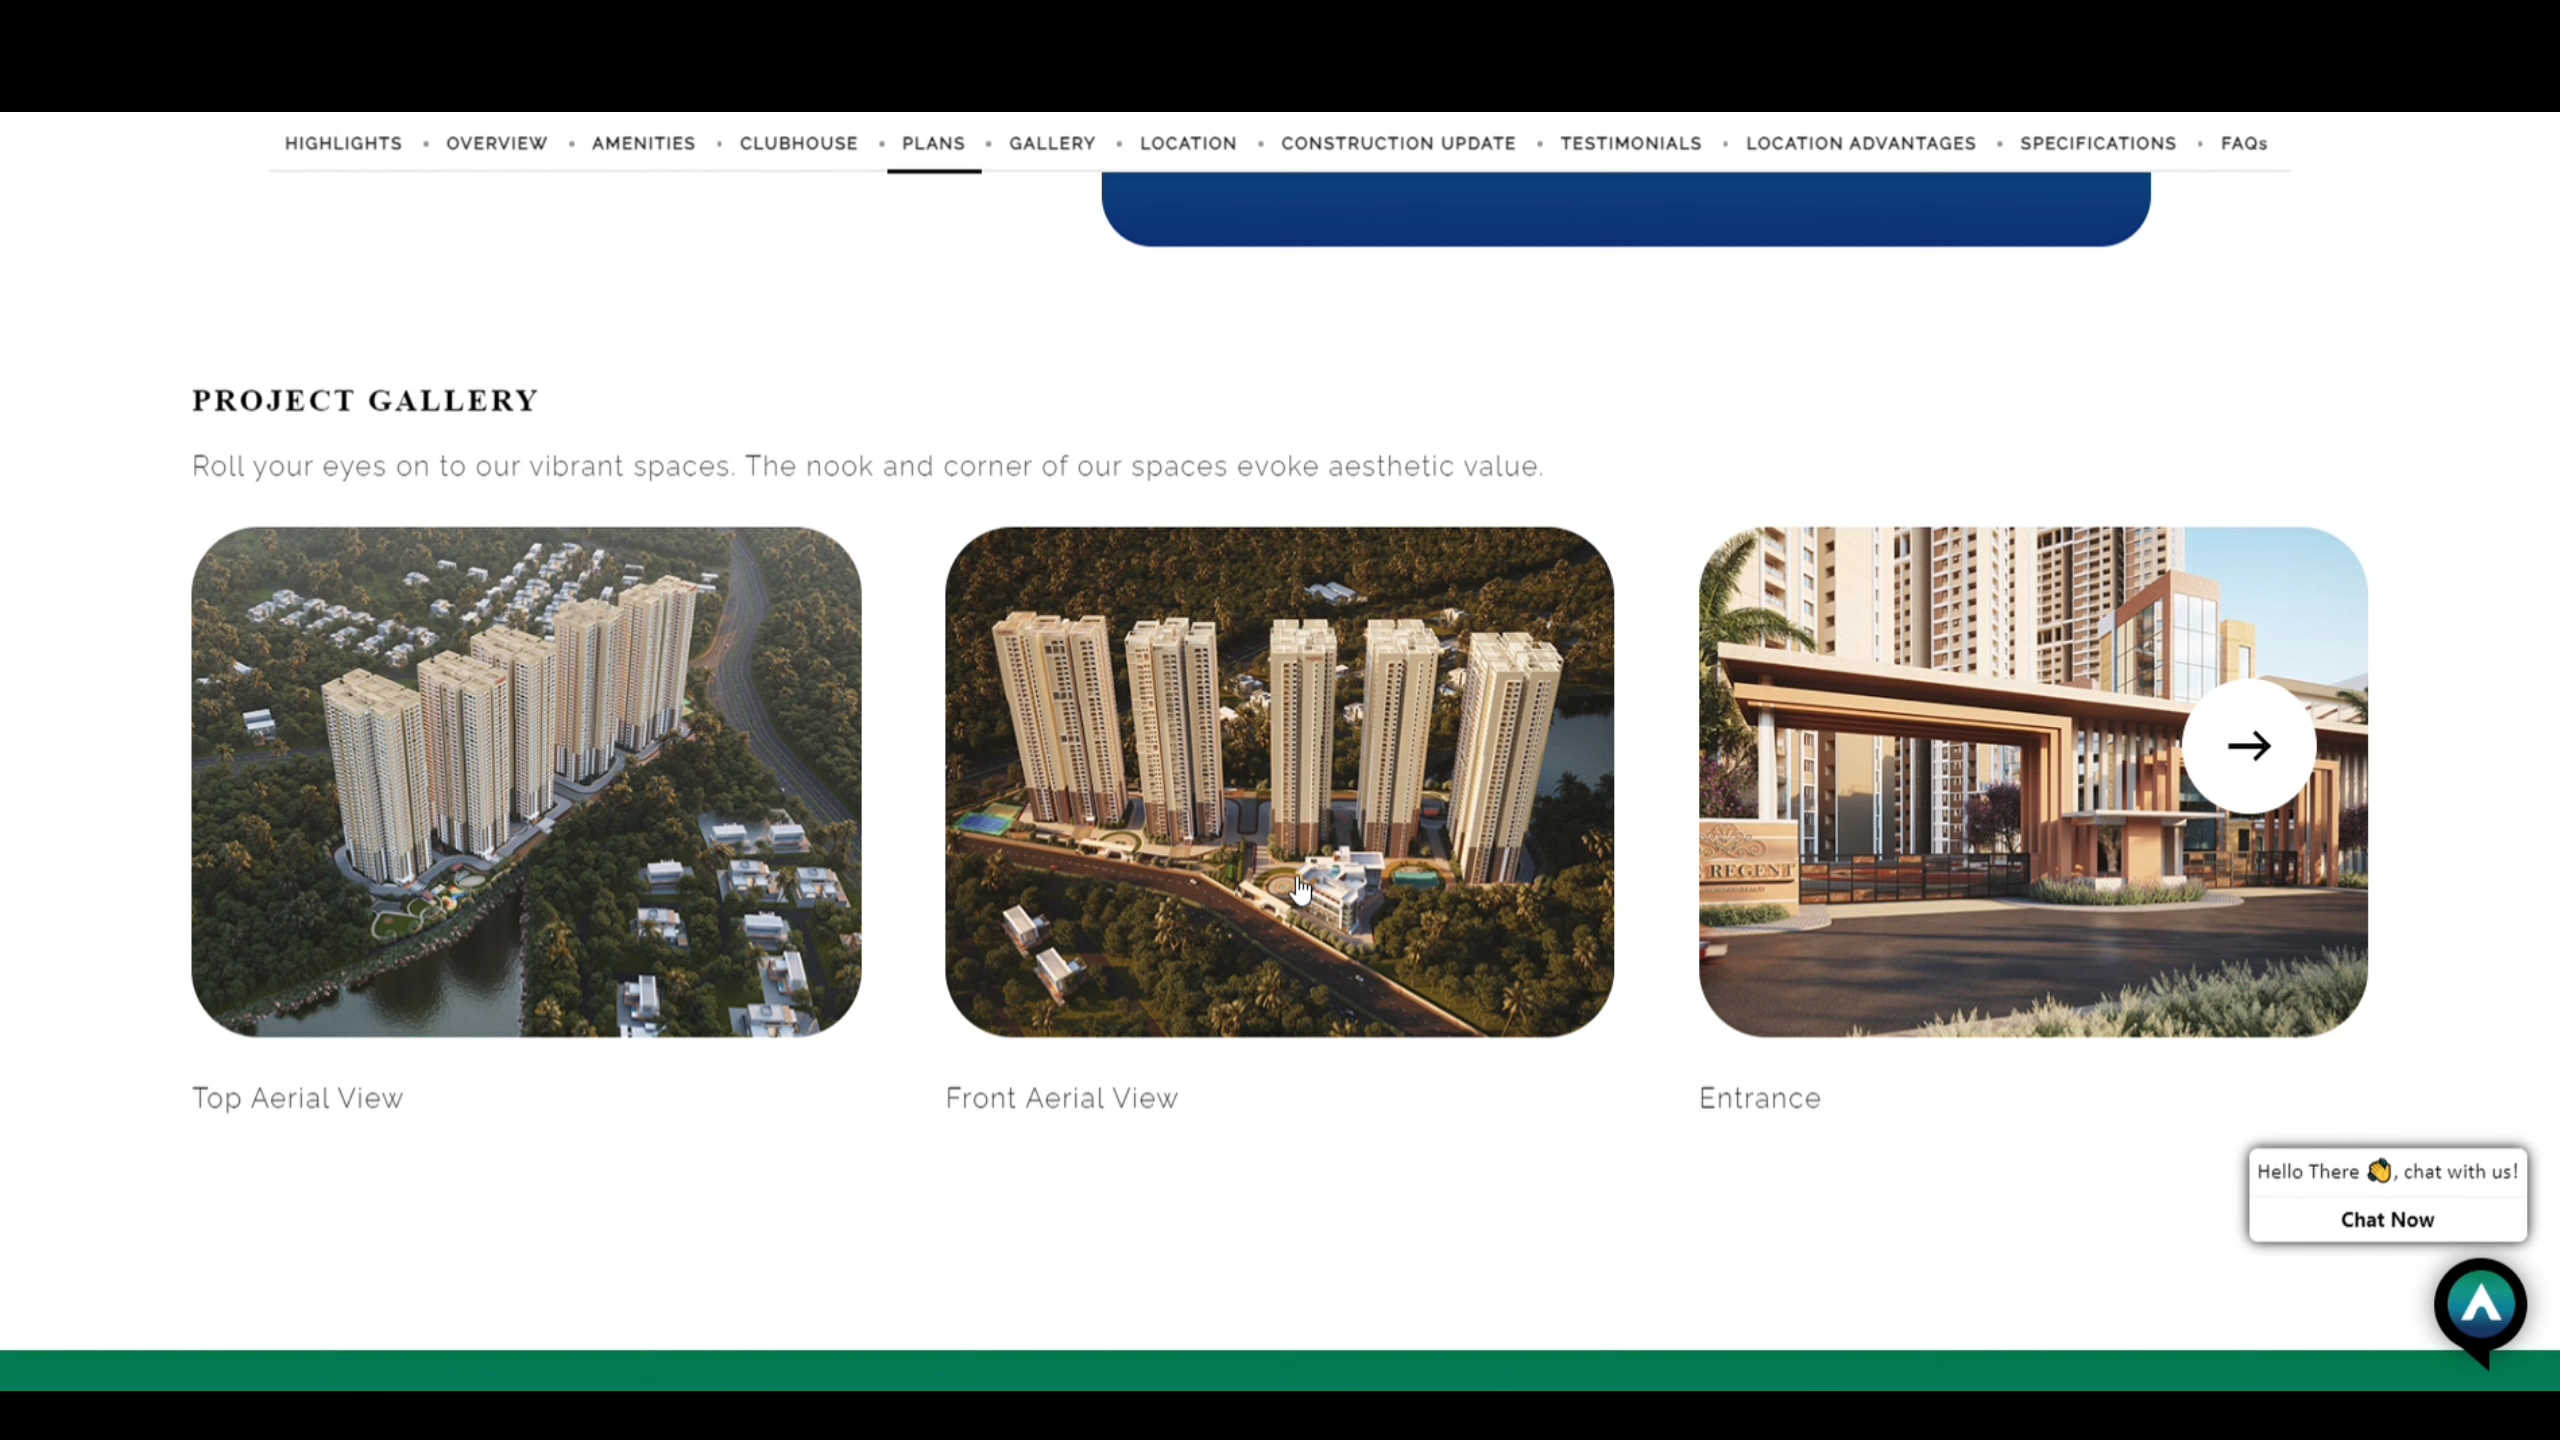 HIGHLIGHTS • OVERVIEW • AMENITIES • CLUBHOUSE • PLANS • GALLERY • LOCATION • CONSTRUCTION UPDATE • TESTIMONIALS • LOCATION ADVANTAGES • SPECIFICATIONS • FAQs
PROJECT GALLERY
Roll your eyes on to our vibrant spaces. The nook and corner of our spaces evoke aesthetic value.
REGENT
Top Aerial View
Front Aerial View
Entrance
Hello There 👋, chat with us!
Chat Now